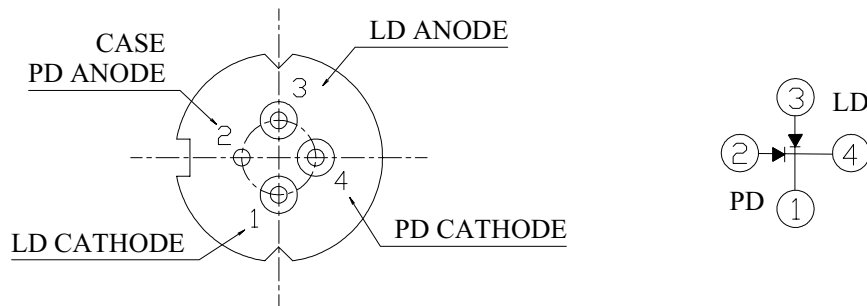 CASE
PD ANODE
LD ANODE
3
2
4
1
LD CATHODE
PD CATHODE
3
LD
2
4
PD
1